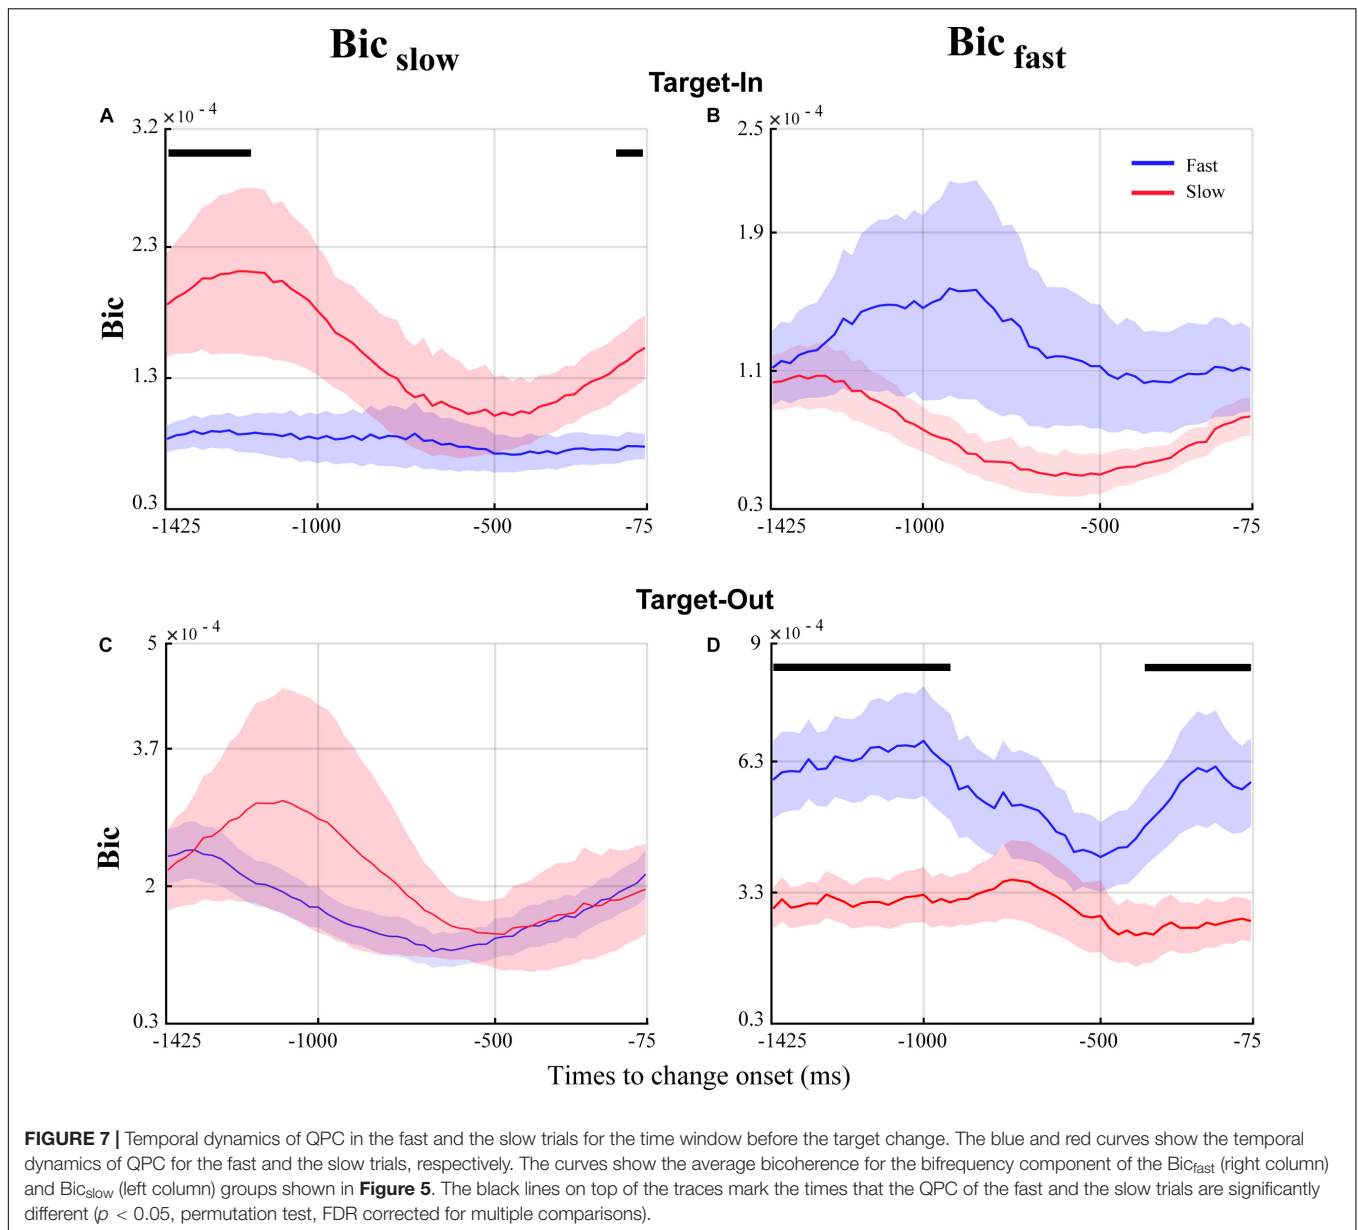 Bic slow
Bic fast
Target-In
A
×10 - 4
3.2
2.3
1.3
0.3
Bic
-1425
-1000
-500
-75
B
×10 - 4
2.5
1.9
1.1
0.3
Fast
Slow
-1425
-1000
-500
-75
Target-Out
C
×10 - 4
5
3.7
2
0.3
Bic
-1425
-1000
-500
-75
D
×10 - 4
9
6.3
3.3
0.3
-1425
-1000
-500
-75
Times to change onset (ms)
FIGURE 7 | Temporal dynamics of QPC in the fast and the slow trials for the time window before the target change. The blue and red curves show the temporal
dynamics of QPC for the fast and the slow trials, respectively. The curves show the average bicoherence for the bifrequency component of the Bicfast (right column)
and Bicslow (left column) groups shown in Figure 5. The black lines on top of the traces mark the times that the QPC of the fast and the slow trials are significantly
different (p < 0.05, permutation test, FDR corrected for multiple comparisons).